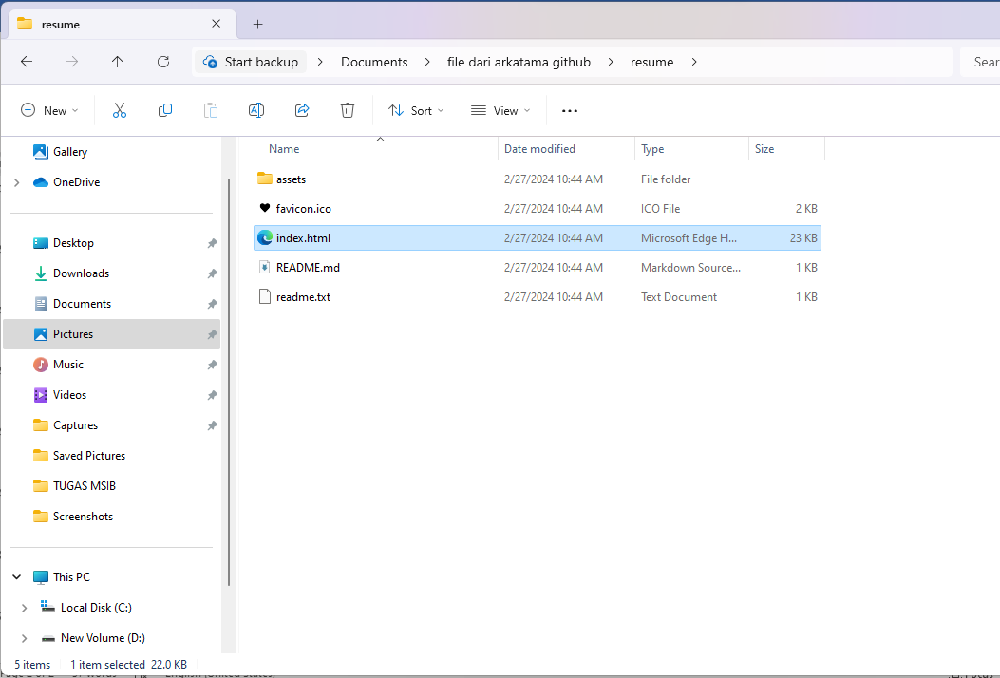 resume
Start backup Documents file dari arkatama github resume Sear
New Sort View
Name Date modified Type Size
Gallery
OneDrive
Desktop
Downloads
Documents
Pictures
Music
Videos
Captures
Saved Pictures
TUGAS MSIB
Screenshots
This PC
Local Disk (C:)
New Volume (D:)
assets 2/27/2024 10:44 AM File folder
favicon.ico 2/27/2024 10:44 AM ICO File 2 KB
index.html 2/27/2024 10:44 AM Microsoft Edge H... 23 KB
README.md 2/27/2024 10:44 AM Markdown Source... 1 KB
readme.txt 2/27/2024 10:44 AM Text Document 1 KB
5 items 1 item selected 22.0 KB